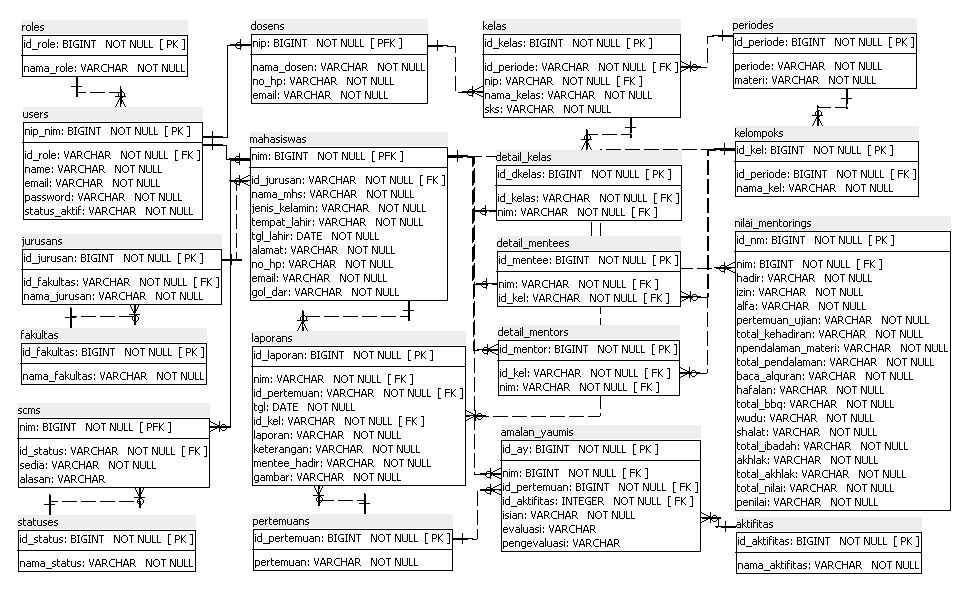 roles
id_role: BIGINT NOT NULL [ PK ]
nama_role: VARCHAR NOT NULL
users
nip_nim: BIGINT NOT NULL [ PK ]
id_role: VARCHAR NOT NULL [ FK ]
name: VARCHAR NOT NULL
email: VARCHAR NOT NULL
password: VARCHAR NOT NULL
status_aktif: VARCHAR NOT NULL
jurusans
id_jurusan: BIGINT NOT NULL [ PK ]
id_fakultas: VARCHAR NOT NULL [ FK ]
nama_jurusan: VARCHAR NOT NULL
fakultas
id_fakultas: BIGINT NOT NULL [ PK ]
nama_fakultas: VARCHAR NOT NULL
scms
nim: BIGINT NOT NULL [ PFK ]
id_status: VARCHAR NOT NULL [ FK ]
sedia: VARCHAR NOT NULL
alasan: VARCHAR
statuses
id_status: BIGINT NOT NULL [ PK ]
nama_status: VARCHAR NOT NULL
dosens
nip: BIGINT NOT NULL [ PFK ]
nama_dosen: VARCHAR NOT NULL
no_hp: VARCHAR NOT NULL
email: VARCHAR NOT NULL
mahasiswas
nim: BIGINT NOT NULL [PFK ]
id_jurusan: VARCHAR NOT NULL [ FK ]
nama_mhs: VARCHAR NOT NULL
jenis_kelamin: VARCHAR NOT NULL
tempat_lahir: VARCHAR NOT NULL
tgl_lahir: DATE NOT NULL
alamat: VARCHAR NOT NULL
no_hp: VARCHAR NOT NULL
email: VARCHAR NOT NULL
gol_dar: VARCHAR NOT NULL
laporans
id_laporan: BIGINT NOT NULL [ PK ]
nim: VARCHAR NOT NULL [ FK ]
id_pertemuan: VARCHAR NOT NULL [ FK ]
tgl: DATE NOT NULL
id_kel: VARCHAR NOT NULL [ FK ]
laporan: VARCHAR NOT NULL
keterangan: VARCHAR NOT NULL
mentee_hadir: VARCHAR NOT NULL
gambar: VARCHAR NOT NULL
pertemuans
id_pertemuan: BIGINT NOT NULL [ PK ]
pertemuan: VARCHAR NOT NULL
kelas
id_kelas: BIGINT NOT NULL [ PK ]
id_periode: VARCHAR NOT NULL [ FK ]
nip: VARCHAR NOT NULL [ FK ]
nama_kelas: VARCHAR NOT NULL
sks: VARCHAR NOT NULL
detail_kelas
id_dkelas: BIGINT NOT NULL [ PK ]
id_kelas: VARCHAR NOT NULL [ FK ]
nim: VARCHAR NOT NULL [ FK ]
detail_mentees
id_mentee: BIGINT NOT NULL [ PK ]
nim: VARCHAR NOT NULL [ FK ]
id_kel: VARCHAR NOT NULL [ FK ]
detail_mentors
id_mentor: BIGINT NOT NULL [ PK ]
id_kel: VARCHAR NOT NULL [ FK ]
nim: VARCHAR NOT NULL [ FK ]
amalan_yaumis
id_ay: BIGINT NOT NULL [ PK ]
nim: BIGINT NOT NULL [ FK ]
id_pertemuan: BIGINT NOT NULL [ FK ]
id_aktifitas: INTEGER NOT NULL [ FK ]
isian: VARCHAR NOT NULL
evaluasi: VARCHAR
pengevaluasi: VARCHAR
periodes
id_periode: BIGINT NOT NULL [ PK ]
periode: VARCHAR NOT NULL
materi: VARCHAR NOT NULL
kelompoks
id_kel: BIGINT NOT NULL [ PK ]
id_periode: BIGINT NOT NULL [ FK ]
nama_kel: VARCHAR NOT NULL
nilai_mentorings
id_nm: BIGINT NOT NULL [ PK ]
nim: BIGINT NOT NULL [ FK ]
hadir: VARCHAR NOT NULL
izin: VARCHAR NOT NULL
alfa: VARCHAR NOT NULL
pertemuan_ujian: VARCHAR NOT NULL
total_kehadiran: VARCHAR NOT NULL
npendalaman_materi: VARCHAR NOT NULL
total_pendalaman: VARCHAR NOT NULL
baca_alquran: VARCHAR NOT NULL
hafalan: VARCHAR NOT NULL
total_bbq: VARCHAR NOT NULL
wudu: VARCHAR NOT NULL
shalat: VARCHAR NOT NULL
total_ibadah: VARCHAR NOT NULL
akhlak: VARCHAR NOT NULL
total_akhlak: VARCHAR NOT NULL
total_nilai: VARCHAR NOT NULL
penilai: VARCHAR NOT NULL
aktifitas
id_aktifitas: BIGINT NOT NULL [ PK ]
nama_aktifitas: VARCHAR NOT NULL